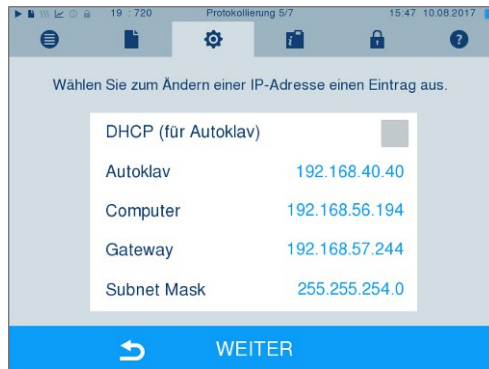 19 :720 Protokollierung 5/7 15:47 10.08.2017
Wählen Sie zum Ändern einer IP-Adresse einen Eintrag aus.
DHCP (für Autoklav)
Autoklav 192.168.40.40
Computer 192.168.56.194
Gateway 192.168.57.244
Subnet Mask 255.255.254.0
WEITER